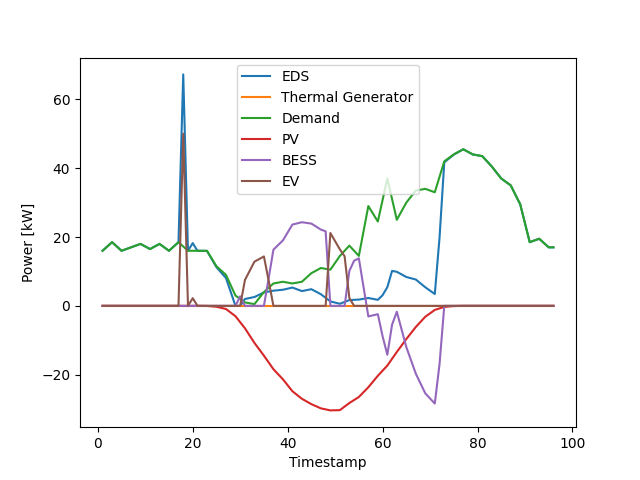 EDS
Thermal Generator
Demand
PV
BESS
EV
60
40
20
0
−20
Power [kW]
0 20 40 60 80 100
Timestamp